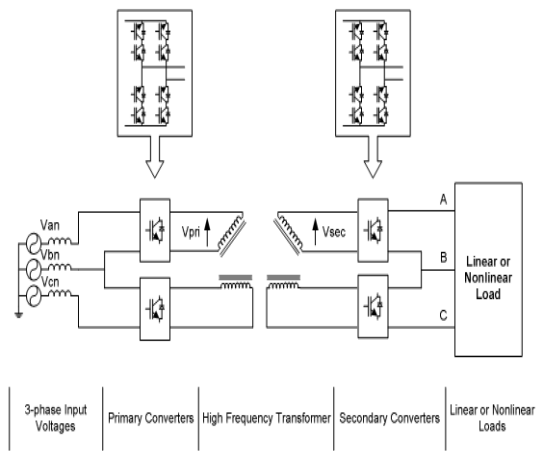 Van
Vbn
Vcn
Vpri
Vsec
A
B
C
Linear or
Nonlinear
Load
3-phase Input
Voltages
Primary Converters
High Frequency Transformer
Secondary Converters
Linear or Nonlinear
Loads